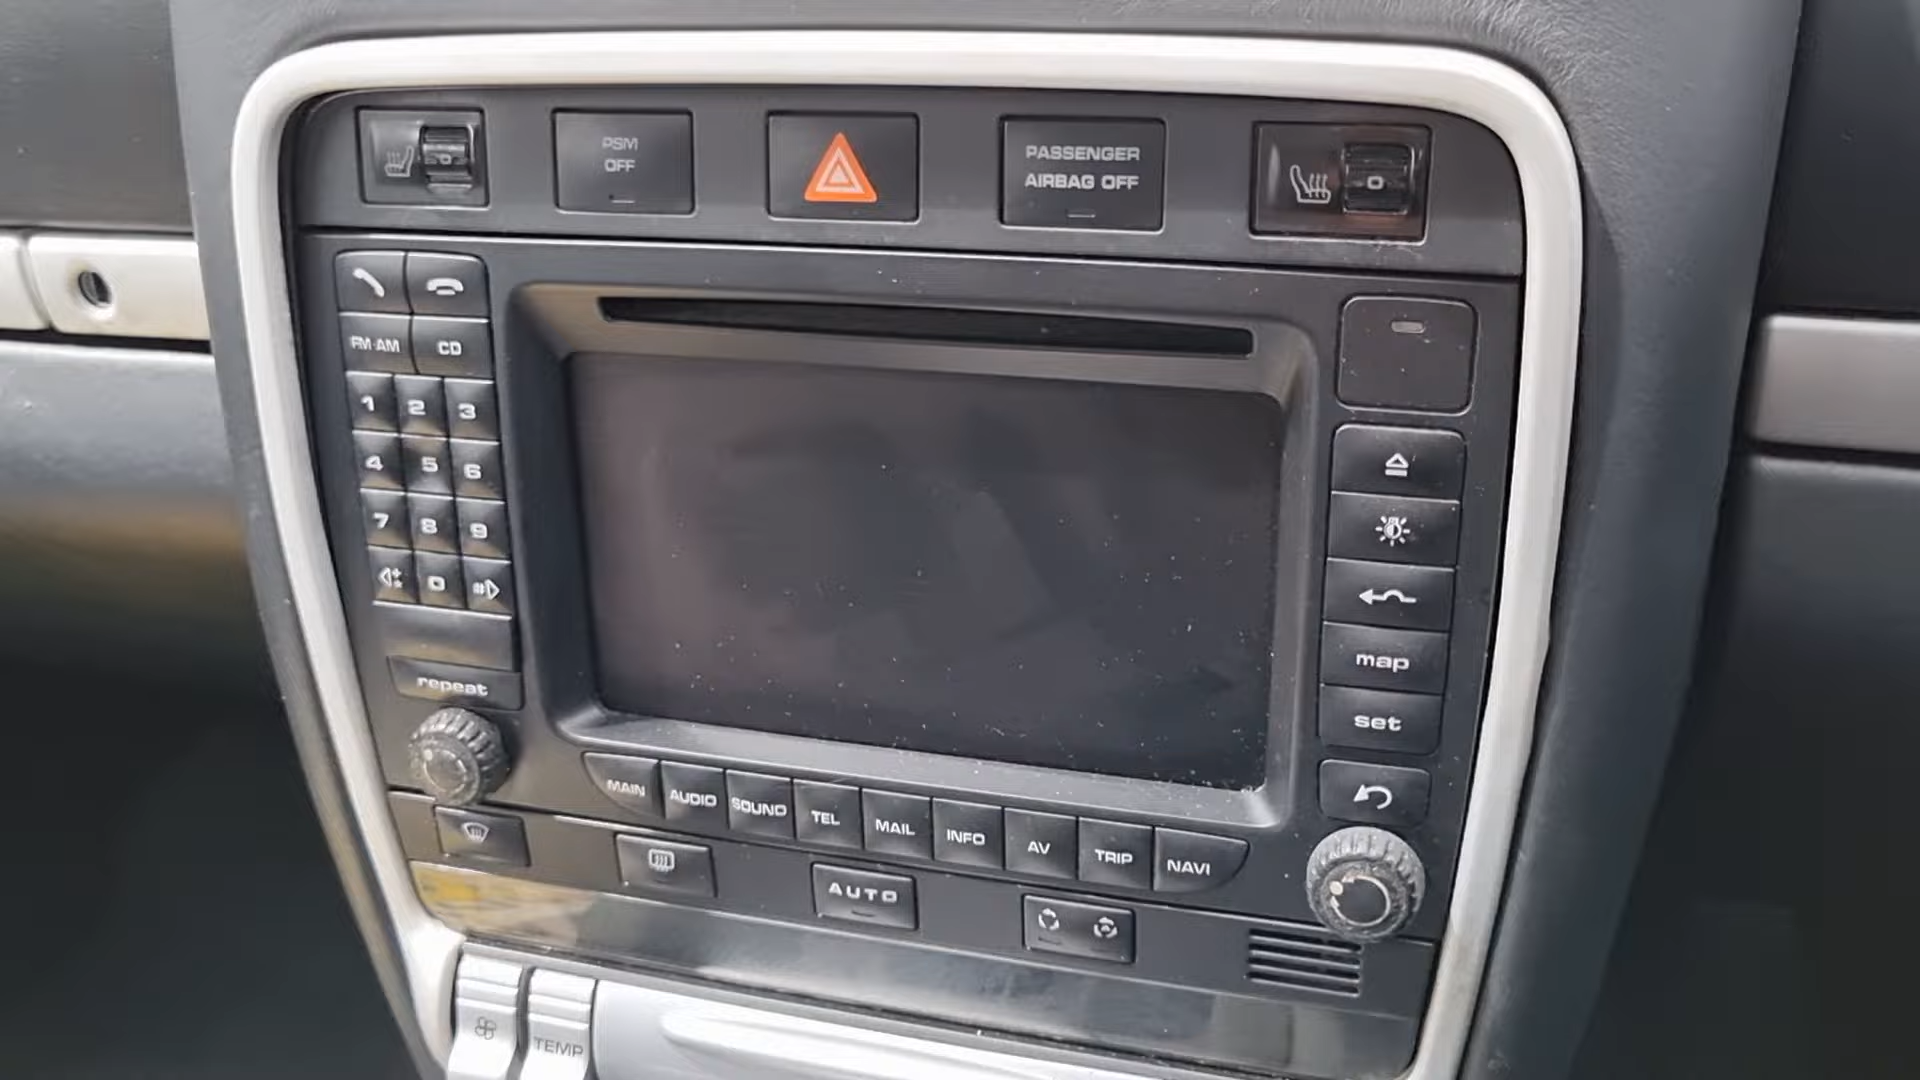 PSM
OFF
PASSENGER
AIRBAG OFF
FM·AM
CD
1
2
3
4
5
6
7
8
9
0
repeat
map
set
MAIN
AUDIO
SOUND
TEL
MAIL
INFO
AV
TRIP
NAVI
AUTO
TEMP